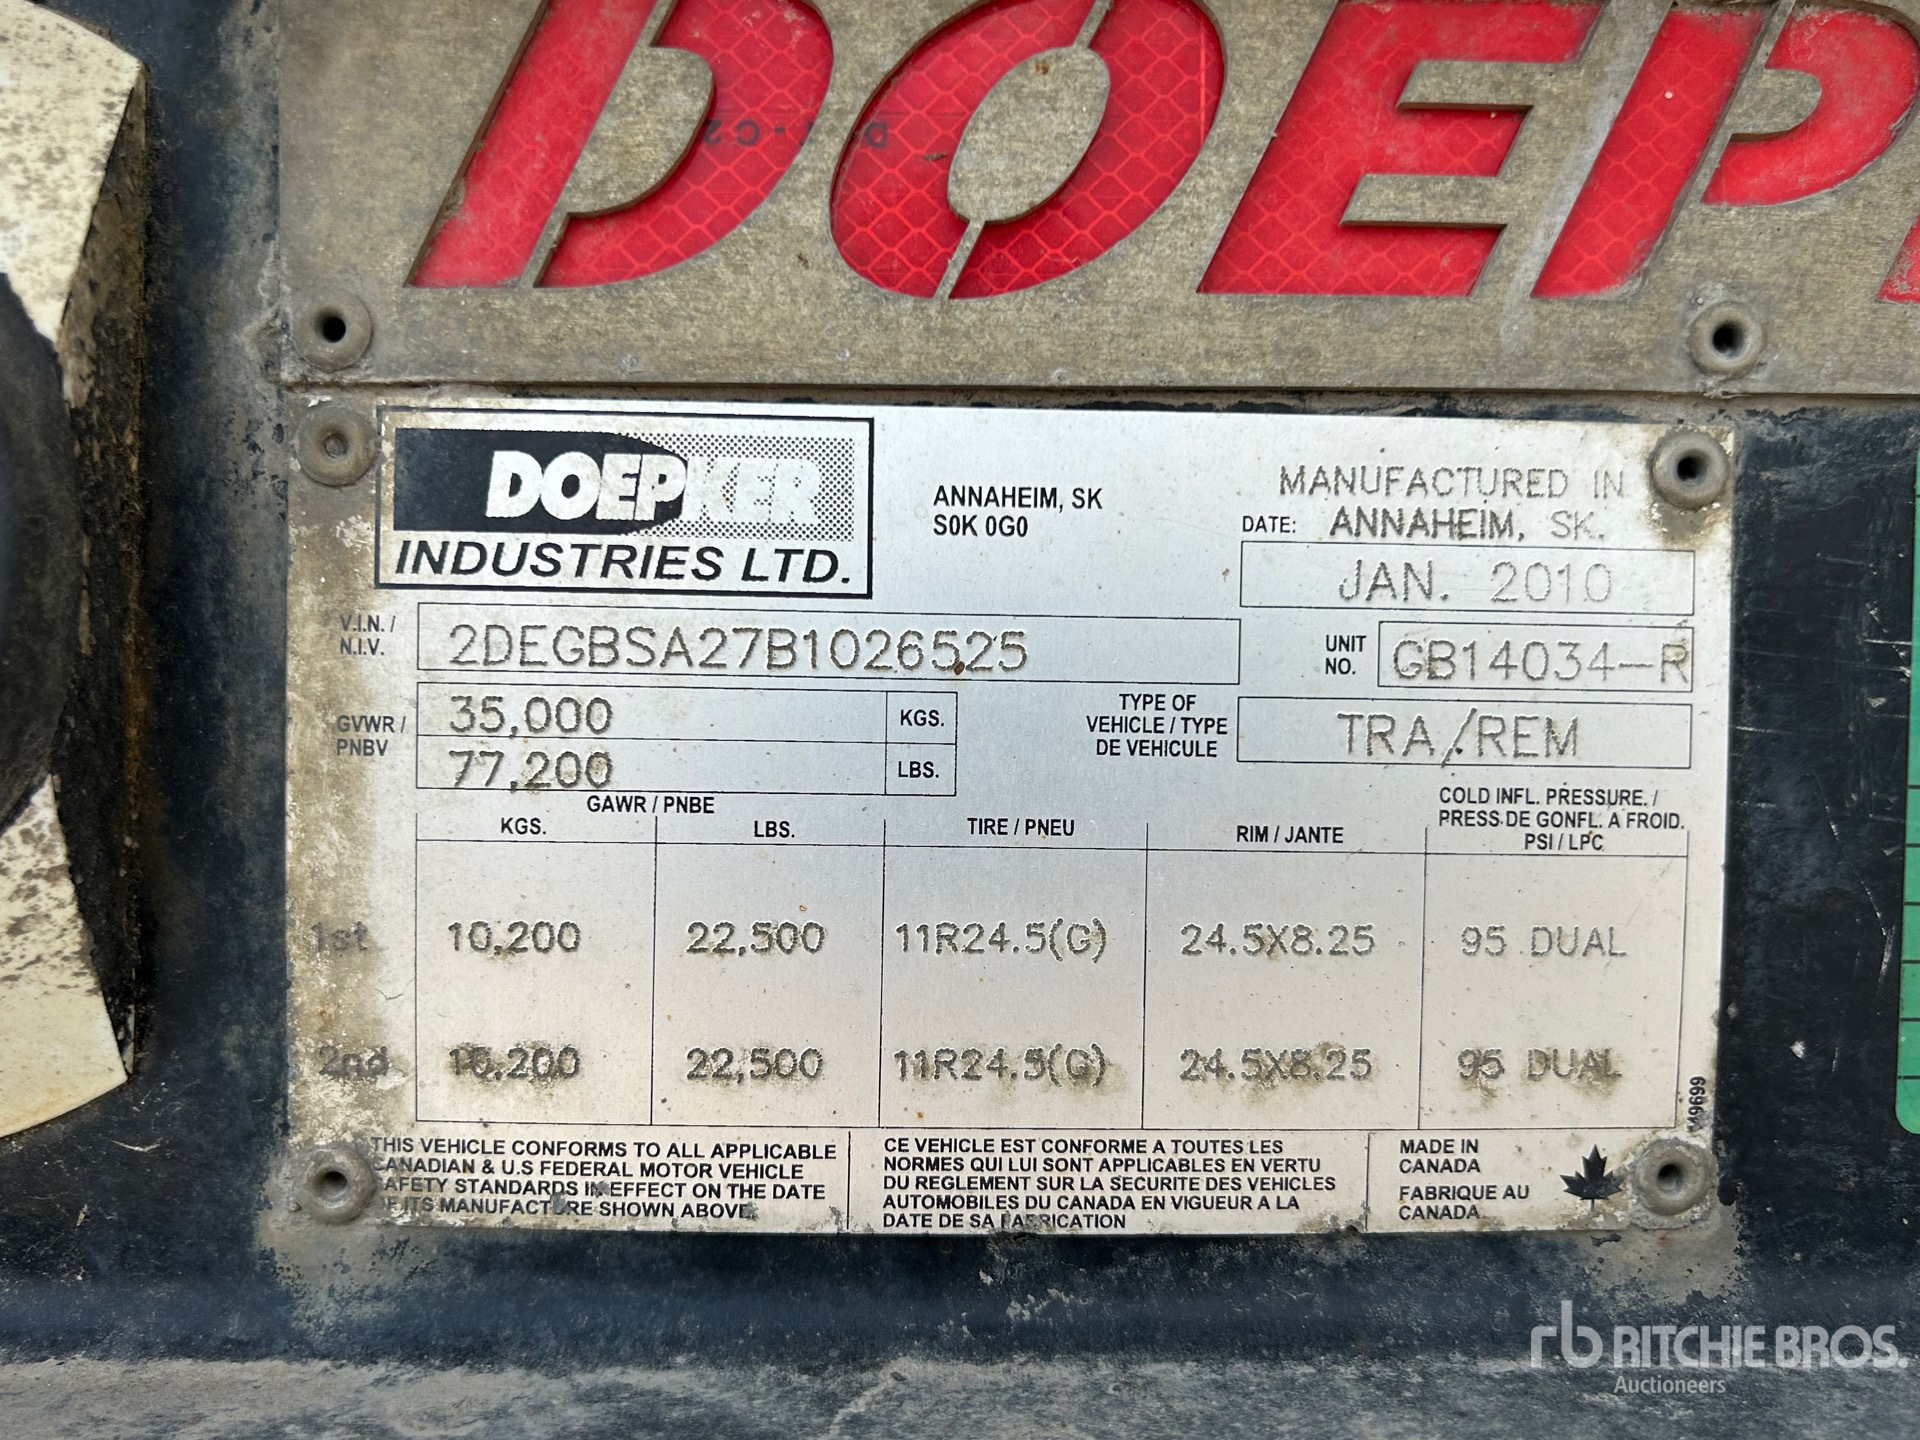 DOEP
DOEPKER
INDUSTRIES LTD.
ANNAHEIM, SK
S0K 0G0
MANUFACTURED IN
DATE: ANNAHEIM, SK.
JAN. 2010
V.I.N. /
N.I.V.
2DEGBSA27B1026525
UNIT
NO.
GB14034-R
GVWR /
PNBV
35,000 KGS.
77,200 LBS.
TYPE OF
VEHICLE / TYPE
DE VEHICULE
TRA/REM
GAWR / PNBE
KGS. LBS. TIRE / PNEU RIM / JANTE
COLD INFL. PRESSURE. /
PRESS.DE GONFL. A FROID.
PSI / LPC
1st 10,200 22,500 11R24.5(G) 24.5X8.25 95 DUAL
2nd 10,200 22,500 11R24.5(G) 24.5X8.25 95 DUAL
THIS VEHICLE CONFORMS TO ALL APPLICABLE
CANADIAN & U.S FEDERAL MOTOR VEHICLE
SAFETY STANDARDS IN EFFECT ON THE DATE
OF ITS MANUFACTURE SHOWN ABOVE.
CE VEHICLE EST CONFORME A TOUTES LES
NORMES QUI LUI SONT APPLICABLES EN VERTU
DU REGLEMENT SUR LA SECURITE DES VEHICLES
AUTOMOBILES DU CANADA EN VIGUEUR A LA
DATE DE SA FABRICATION
MADE IN
CANADA
FABRIQUE AU
CANADA
rb RITCHIE BROS.
Auctioneers